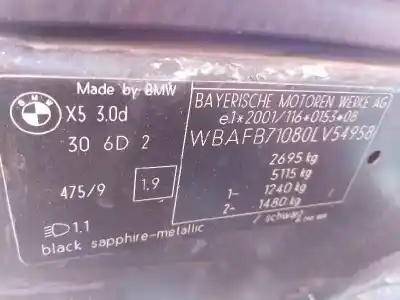 Made by BMW
BMW
X5 3.0d
30 6D 2
475/9
1.9
1.1
black sapphire-metallic
BAYERISCHE MOTOREN WERKE AG
e1*2001/116*0153*08
WBAFB71080LV54958
2695 kg
5115 kg
1- 1240 kg
2- 1480 kg
schwarz